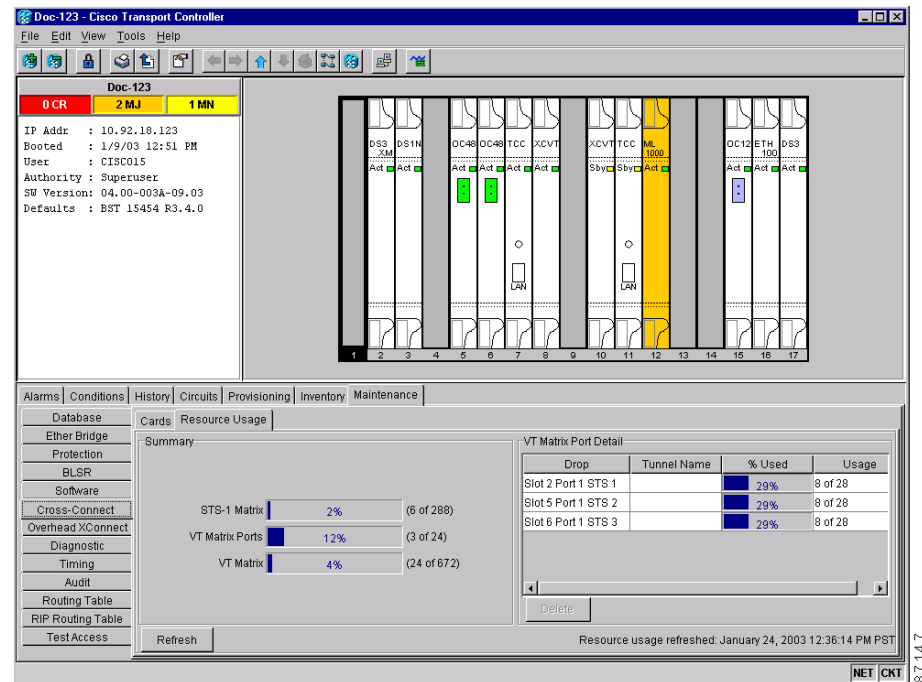 Doc-123 - Cisco Transport Controller
File Edit View Tools Help
Doc-123
0 CR 2 MJ 1 MN
IP Addr : 10.92.18.123
Booted : 1/9/03 12:51 PM
User : CISCO15
Authority : Superuser
SW Version: 04.00-003A-09.03
Defaults : BST 15454 R3.4.0
DS3 XM DS1N OC48 OC48 TCC XCVT XCVT TCC ML 1000 OC12 ETH 100 DS3
Act Act Act Act Act Act Sby Sby Act Act Act Act
LAN LAN
1 2 3 4 5 6 7 8 9 10 11 12 13 14 15 16 17
Alarms Conditions History Circuits Provisioning Inventory Maintenance
Database
Ether Bridge
Protection
BLSR
Software
Cross-Connect
Overhead XConnect
Diagnostic
Timing
Audit
Routing Table
RIP Routing Table
Test Access
Cards Resource Usage
Summary
STS-1 Matrix 2% (6 of 288)
VT Matrix Ports 12% (3 of 24)
VT Matrix 4% (24 of 672)
Refresh
VT Matrix Port Detail
Drop Tunnel Name % Used Usage
Slot 2 Port 1 STS 1 29% 8 of 28
Slot 5 Port 1 STS 2 29% 8 of 28
Slot 6 Port 1 STS 3 29% 8 of 28
Delete
Resource usage refreshed: January 24, 2003 12:36:14 PM PST
NET CKT
87147